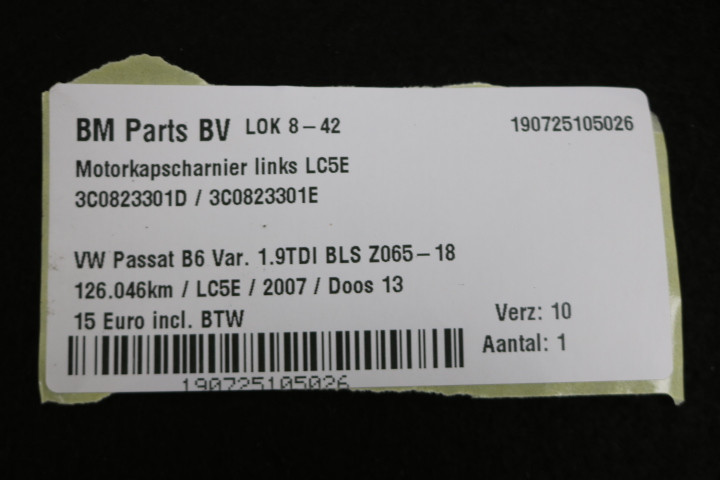 BM Parts BV LOK 8-42 190725105026
Motorkapscharnier links LC5E
3C0823301D / 3C0823301E
VW Passat B6 Var. 1.9TDI BLS Z065-18
126.046km / LC5E / 2007 / Doos 13
15 Euro incl. BTW
Verz: 10
Aantal: 1
190725105026